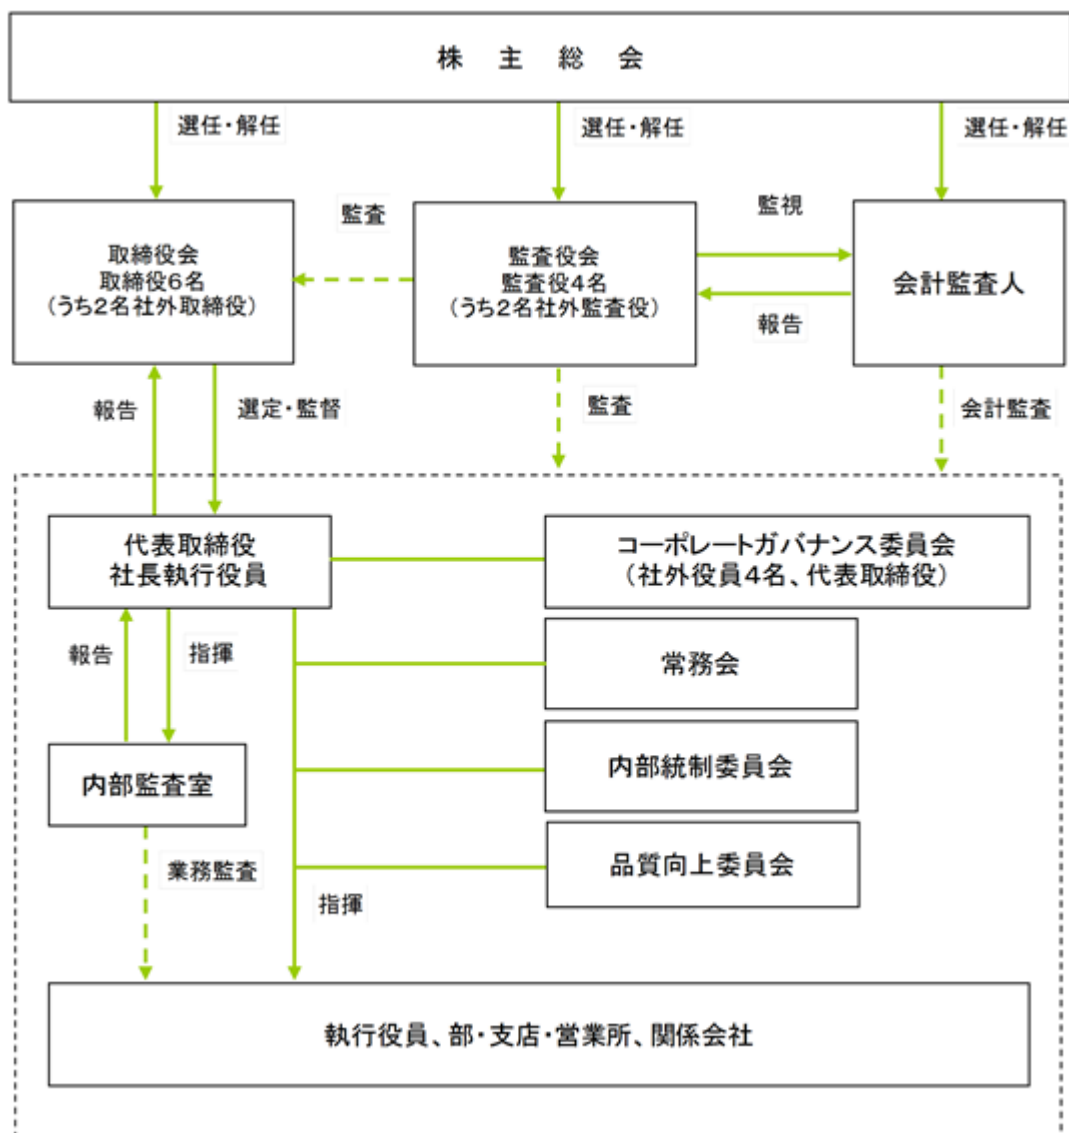 株 主 総 会
選任・解任
選任・解任
選任・解任
取締役会
取締役6名
(うち2名社外取締役)
監査
監査役会
監査役4名
(うち2名社外監査役)
監視
報告
会計監査人
報告
選定・監督
監査
会計監査
代表取締役
社長執行役員
コーポレートガバナンス委員会
(社外役員4名、代表取締役)
報告
指揮
常務会
内部監査室
内部統制委員会
業務監査
品質向上委員会
指揮
執行役員、部・支店・営業所、関係会社